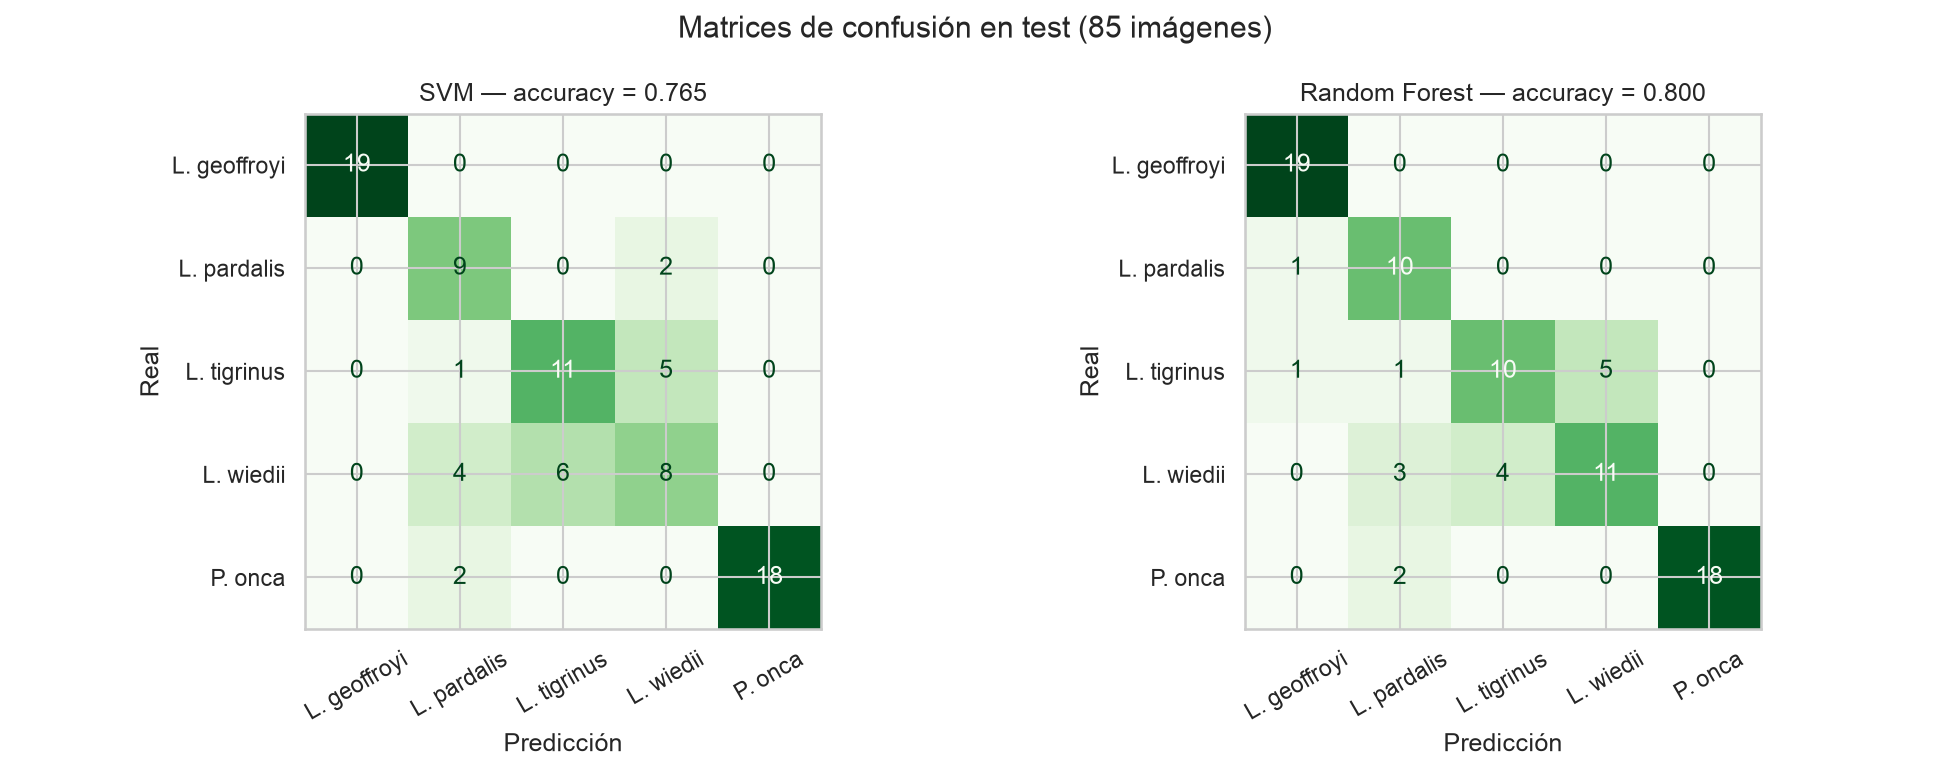 Matrices de confusión en test (85 imágenes)
SVM — accuracy = 0.765
L. geoffroyi 19 0 0 0 0
L. pardalis 0 9 0 2 0
L. tigrinus 0 1 11 5 0
L. wiedii 0 4 6 8 0
P. onca 0 2 0 0 18
Real
L. geoffroyi L. pardalis L. tigrinus L. wiedii P. onca
Predicción
Random Forest — accuracy = 0.800
L. geoffroyi 19 0 0 0 0
L. pardalis 1 10 0 0 0
L. tigrinus 1 1 10 5 0
L. wiedii 0 3 4 11 0
P. onca 0 2 0 0 18
Real
L. geoffroyi L. pardalis L. tigrinus L. wiedii P. onca
Predicción